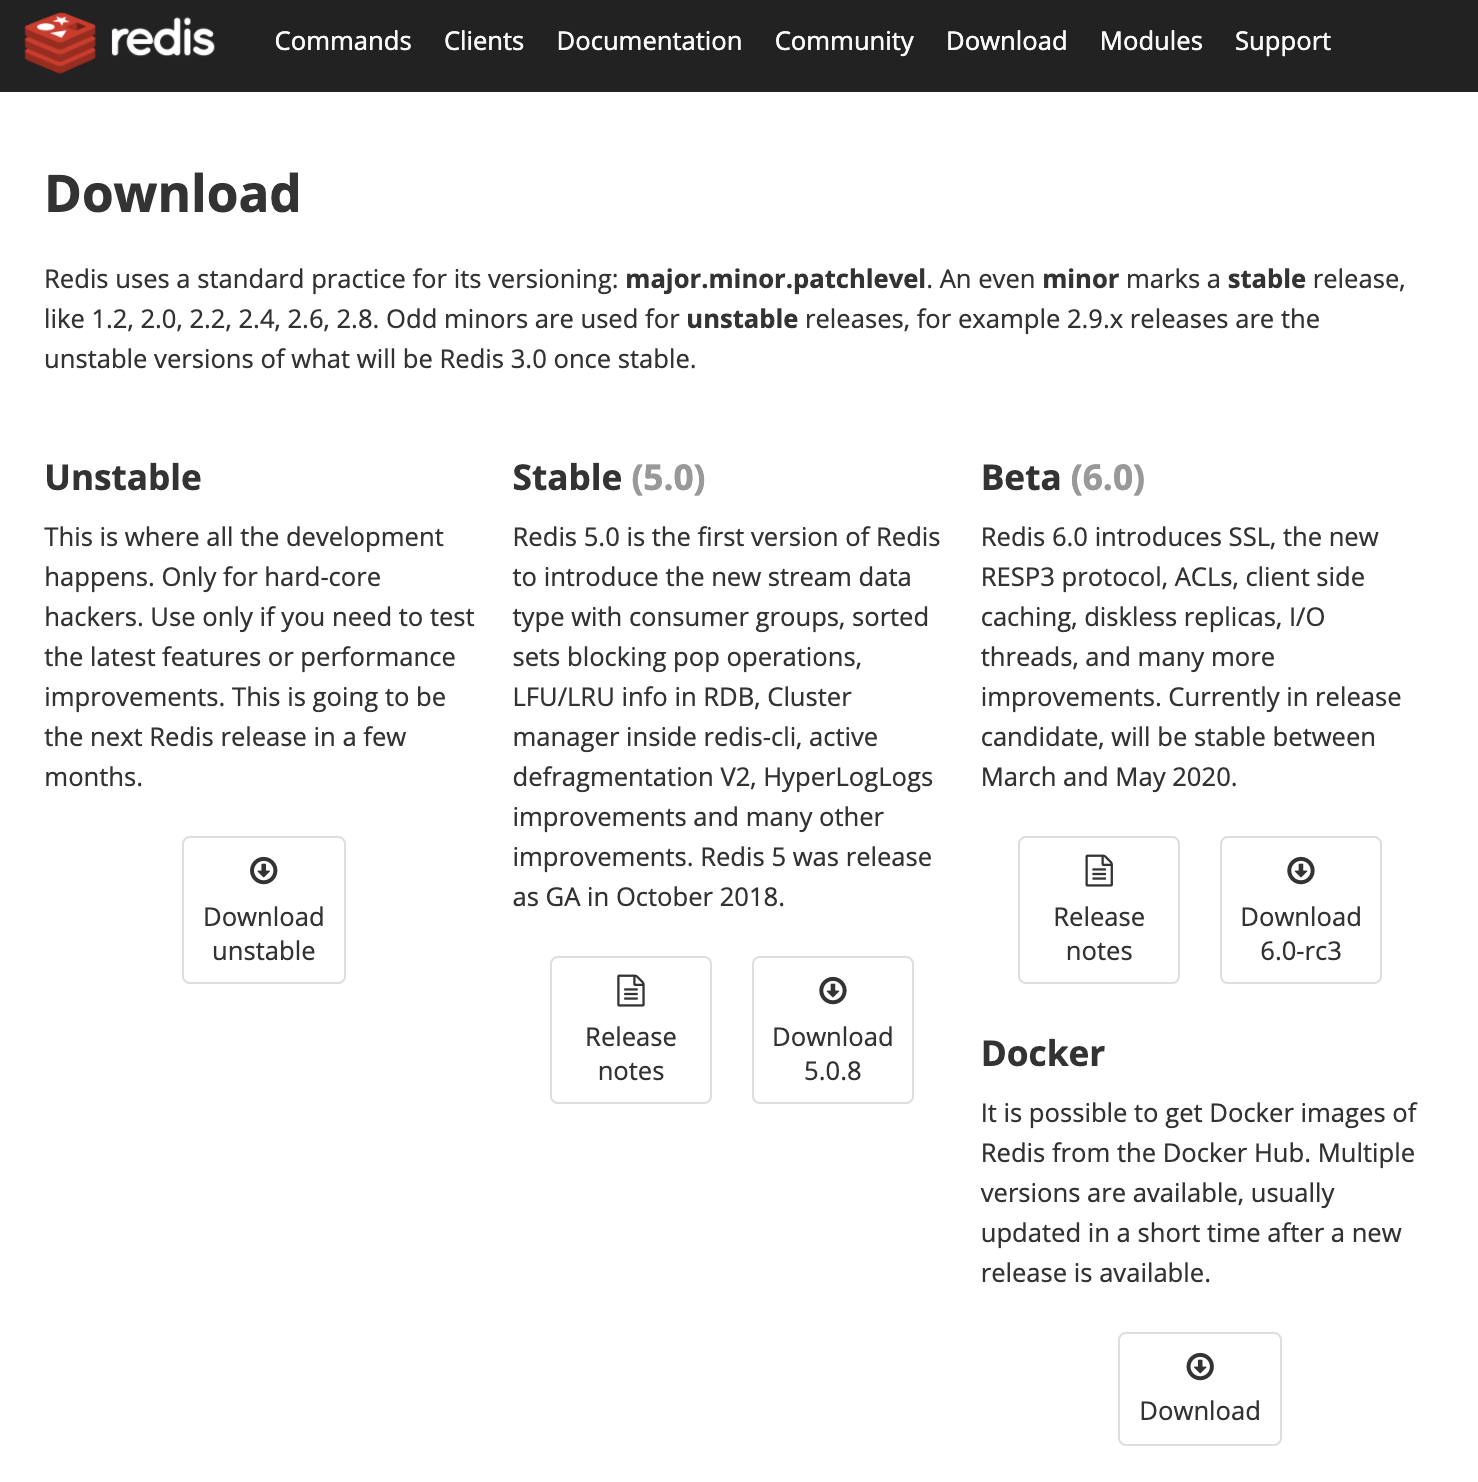 redis
Commands Clients Documentation Community Download Modules Support
Download
Redis uses a standard practice for its versioning: major.minor.patchlevel. An even minor marks a stable release,
like 1.2, 2.0, 2.2, 2.4, 2.6, 2.8. Odd minors are used for unstable releases, for example 2.9.x releases are the
unstable versions of what will be Redis 3.0 once stable.
Unstable
This is where all the development
happens. Only for hard-core
hackers. Use only if you need to test
the latest features or performance
improvements. This is going to be
the next Redis release in a few
months.
Download
unstable
Stable (5.0)
Redis 5.0 is the first version of Redis
to introduce the new stream data
type with consumer groups, sorted
sets blocking pop operations,
LFU/LRU info in RDB, Cluster
manager inside redis-cli, active
defragmentation V2, HyperLogLogs
improvements and many other
improvements. Redis 5 was release
as GA in October 2018.
Release
notes
Download
5.0.8
Beta (6.0)
Redis 6.0 introduces SSL, the new
RESP3 protocol, ACLs, client side
caching, diskless replicas, I/O
threads, and many more
improvements. Currently in release
candidate, will be stable between
March and May 2020.
Release
notes
Download
6.0-rc3
Docker
It is possible to get Docker images of
Redis from the Docker Hub. Multiple
versions are available, usually
updated in a short time after a new
release is available.
Download